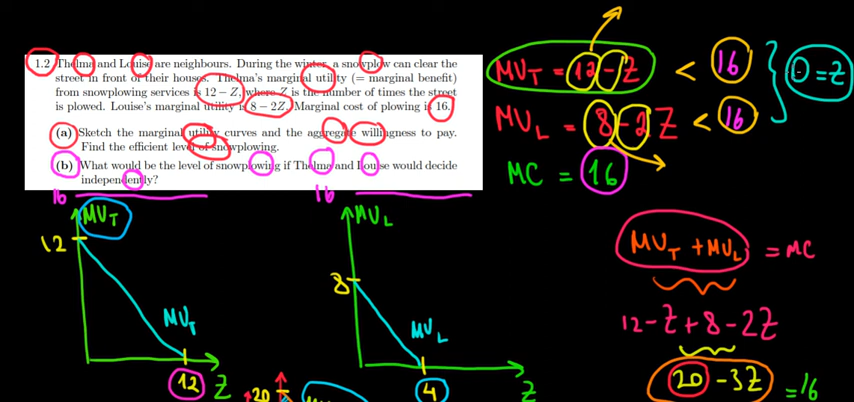 1.2 Thelma and Louise are neighbours. During the winter, a snowplow can clear the
street in front of their houses. Thelma's marginal utility (= marginal benefit)
from snowplowing services is 12 − Z, where Z is the number of times the street
is plowed. Louise's marginal utility is 8 − 2Z. Marginal cost of plowing is 16.
(a) Sketch the marginal utility curves and the aggregate willingness to pay.
Find the efficient level of snowplowing.
(b) What would be the level of snowplowing if Thelma and Louise would decide
independently?
MU_T = 12 - Z < 16
0 = Z
MU_L = 8 - 2Z < 16
MC = 16
16
MU_T
12
MU_T
12 Z
16
MU_L
8
MU_L
4 Z
20
MU_T + MU_L = MC
12 - Z + 8 - 2Z
20 - 3Z = 16